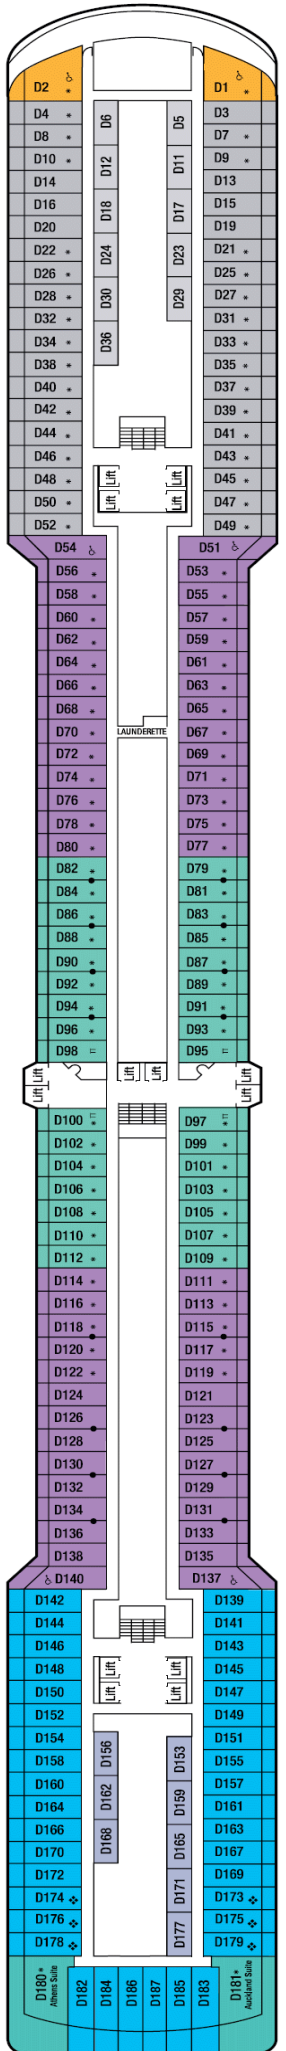 D2 * D1 *
D4 * D6 D5 D3
D8 * D7 *
D10 * D12 D11 D9 *
D14 D13
D16 D18 D17 D15
D20 D19
D22 * D24 D23 D21 *
D26 * D25 *
D28 * D30 D29 D27 *
D32 * D31 *
D34 * D36 D33 *
D38 * D35 *
D40 * D37 *
D42 * D39 *
D44 * D41 *
D46 * D43 *
D48 * Lift Lift D45 *
D50 * Lift Lift D47 *
D52 * D49 *
D54 D51
D56 * D53 *
D58 * D55 *
D60 * D57 *
D62 * D59 *
D64 * D61 *
D66 * D63 *
D68 * D65 *
D70 * D67 *
LAUNDERETTE
D72 * D69 *
D74 * D71 *
D76 * D73 *
D78 * D75 *
D80 * D77 *
D82 * D79 *
D84 * D81 *
D86 * D83 *
D88 * D85 *
D90 * D87 *
D92 * D89 *
D94 * D91 *
D96 * D93 *
D98 D95
Lift Lift Lift Lift
Lift Lift
D100 * D97 *
D102 * D99 *
D104 * D101 *
D106 * D103 *
D108 * D105 *
D110 * D107 *
D112 * D109 *
D114 * D111 *
D116 * D113 *
D118 * D115 *
D120 * D117 *
D122 * D119 *
D124 D121
D126 D123
D128 D125
D130 D127
D132 D129
D134 D131
D136 D133
D138 D135
D140 D137
D142 D139
D144 D141
D146 D143
D148 Lift Lift D145
D150 Lift Lift D147
D152 D149
D154 D156 D153 D151
D158 D155
D160 D162 D159 D157
D164 D161
D166 D168 D165 D163
D170 D167
D172 D171 D169
D174 D173
D176 D177 D175
D178 D179
D180* Athens Suite D182 D184 D186 D187 D185 D183 D181* Auckland Suite